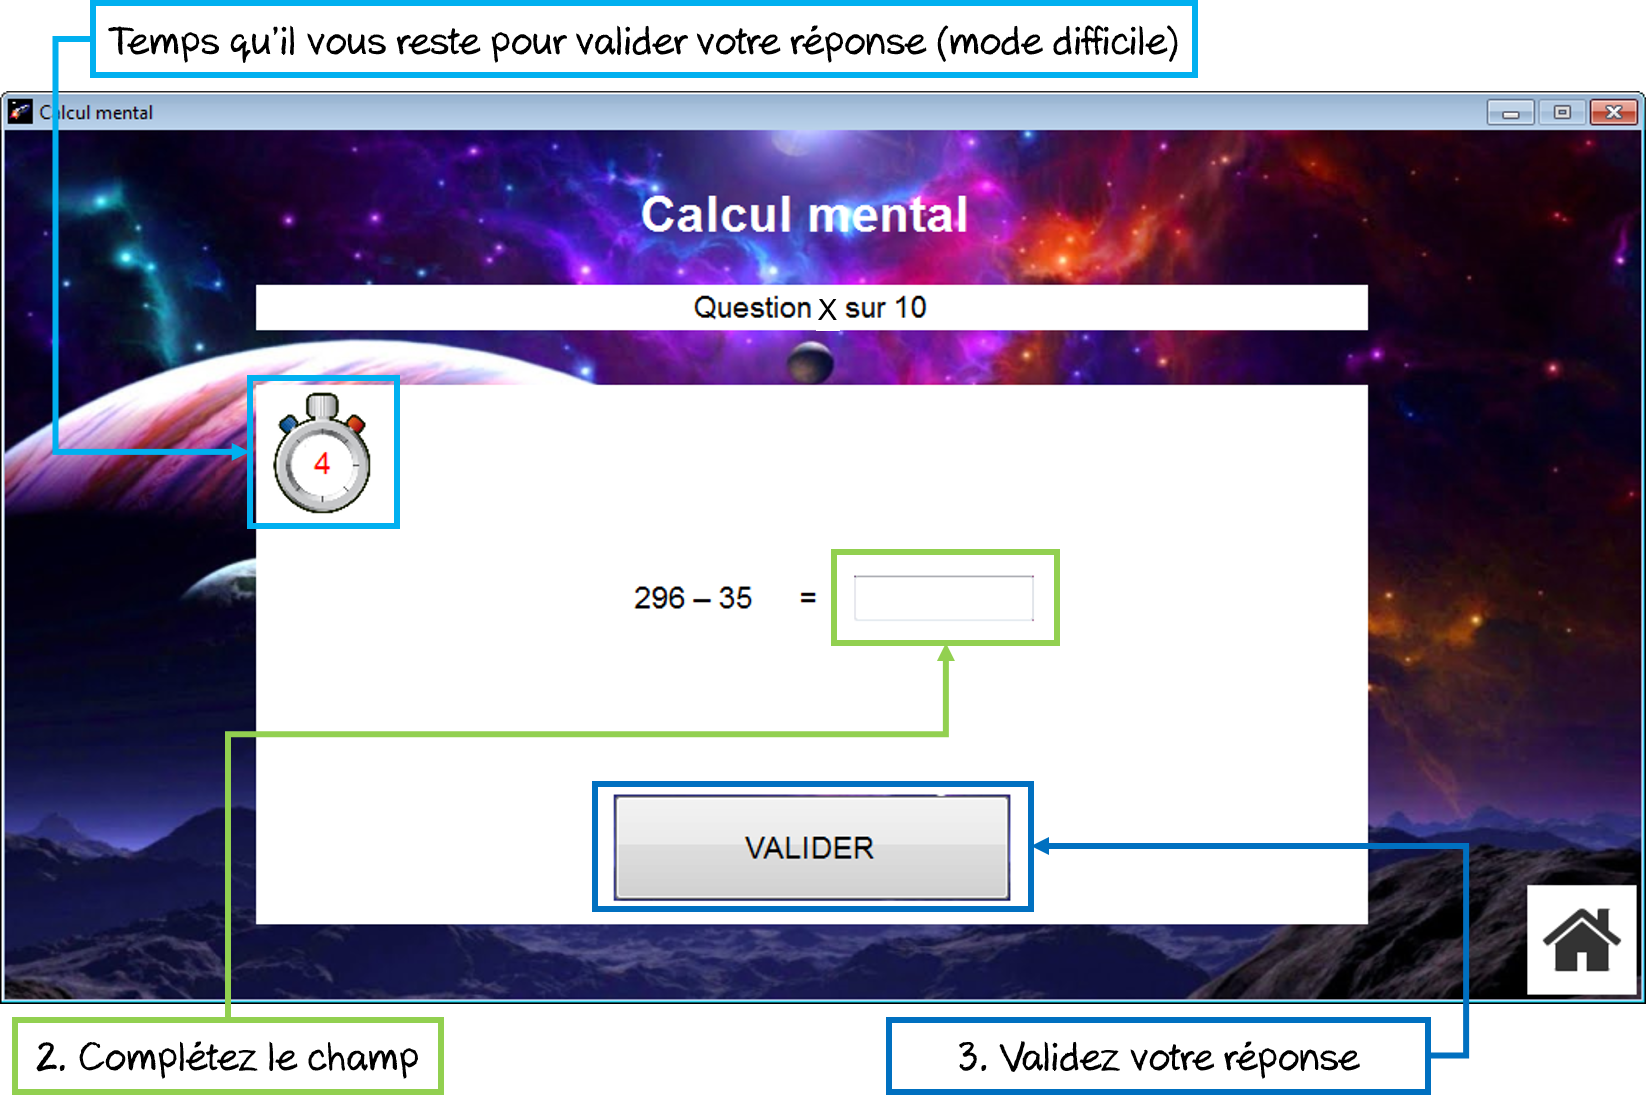 Temps qu'il vous reste pour valider votre réponse (mode difficile)
Calcul mental
Calcul mental
Question X sur 10
4
296 – 35 =
VALIDER
2. Complétez le champ
3. Validez votre réponse